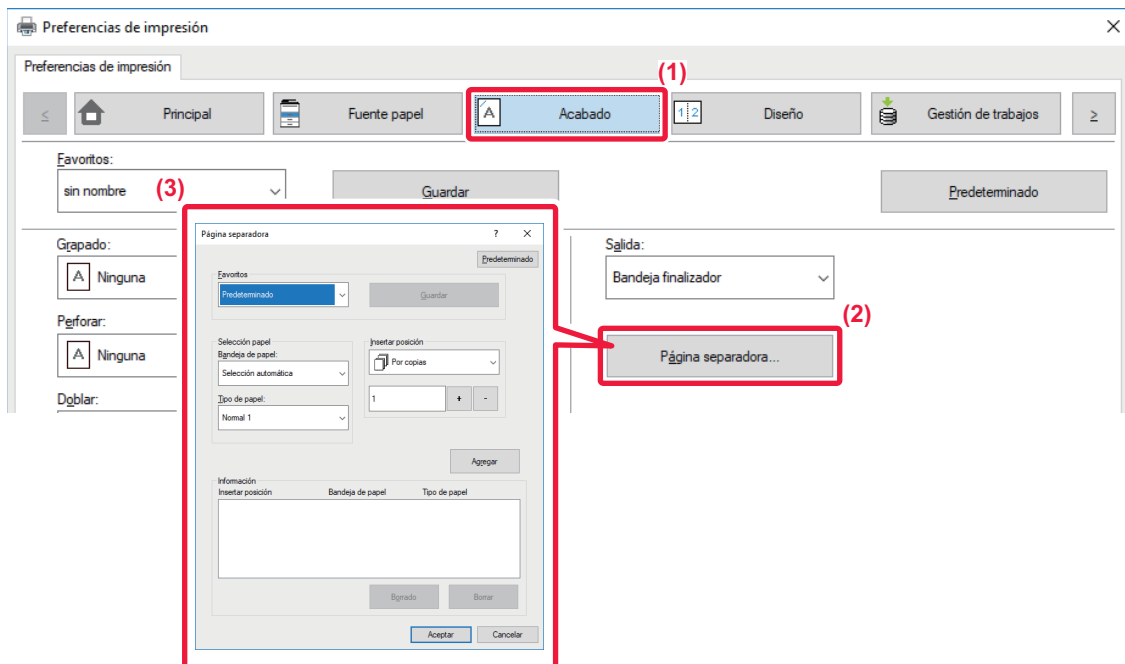 Preferencias de impresión
Preferencias de impresión
(1)
≤ Principal Fuente papel A Acabado 1 2 Diseño Gestión de trabajos ≥
Favoritos:
sin nombre
(3)
Guardar
Predeterminado
Grapado:
A Ninguna
Perforar:
A Ninguna
Doblar:
Página separadora ?
Predeterminado
Favoritos
Predeterminado
Guardar
Selección papel
Bandeja de papel:
Selección automática
Tipo de papel:
Normal 1
Insertar posición
Por copias
1 + -
Agregar
Información
Insertar posición Bandeja de papel Tipo de papel
Borrado Borrar
Aceptar Cancelar
Salida:
Bandeja finalizador
(2)
Página separadora...